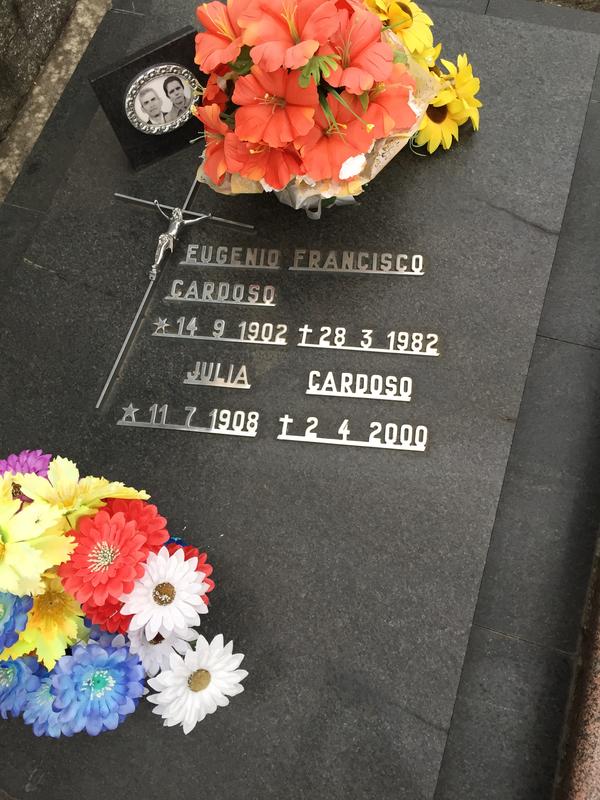 EUGENIO FRANCISCO
CARDOSO
★ 14 9 1902 ✝ 28 3 1982
JULIA CARDOSO
★ 11 7 1908 ✝ 2 4 2000